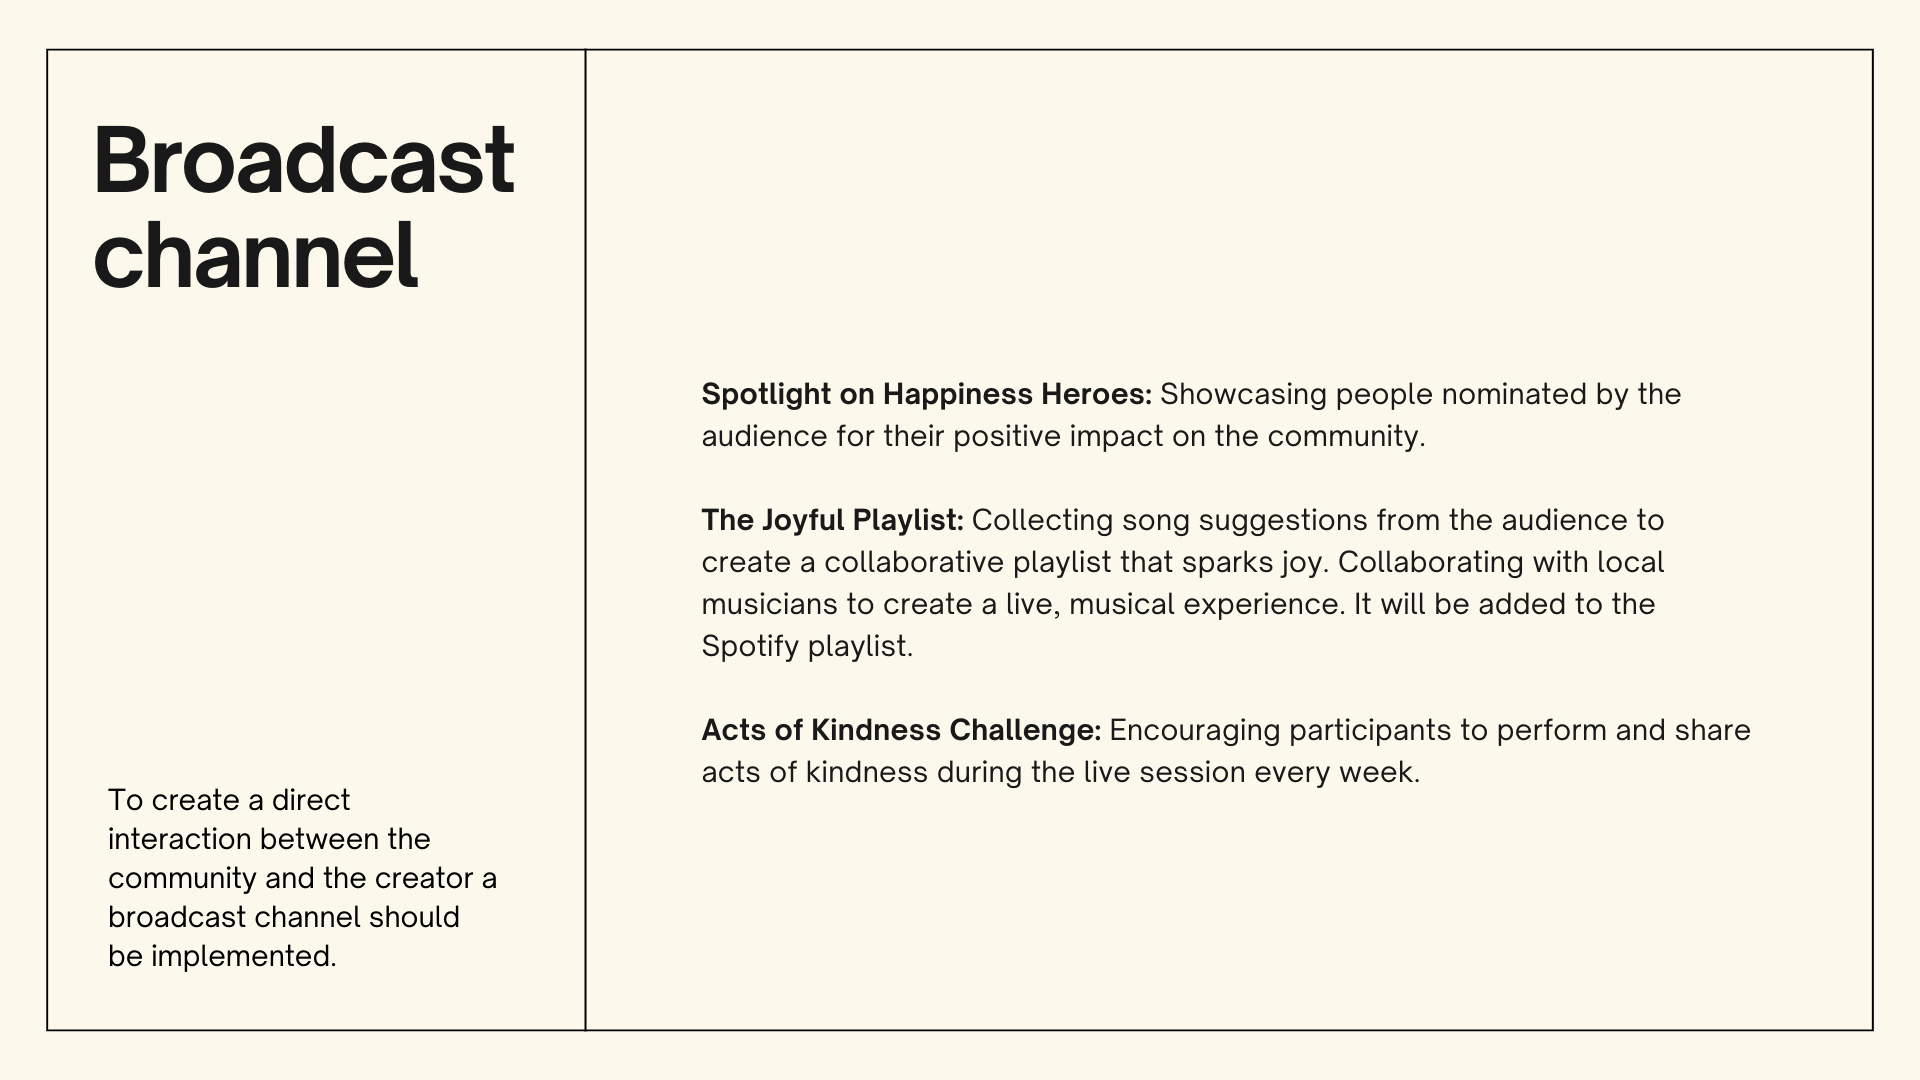 Broadcast
channel
To create a direct
interaction between the
community and the creator a
broadcast channel should
be implemented.
Spotlight on Happiness Heroes: Showcasing people nominated by the
audience for their positive impact on the community.
The Joyful Playlist: Collecting song suggestions from the audience to
create a collaborative playlist that sparks joy. Collaborating with local
musicians to create a live, musical experience. It will be added to the
Spotify playlist.
Acts of Kindness Challenge: Encouraging participants to perform and share
acts of kindness during the live session every week.